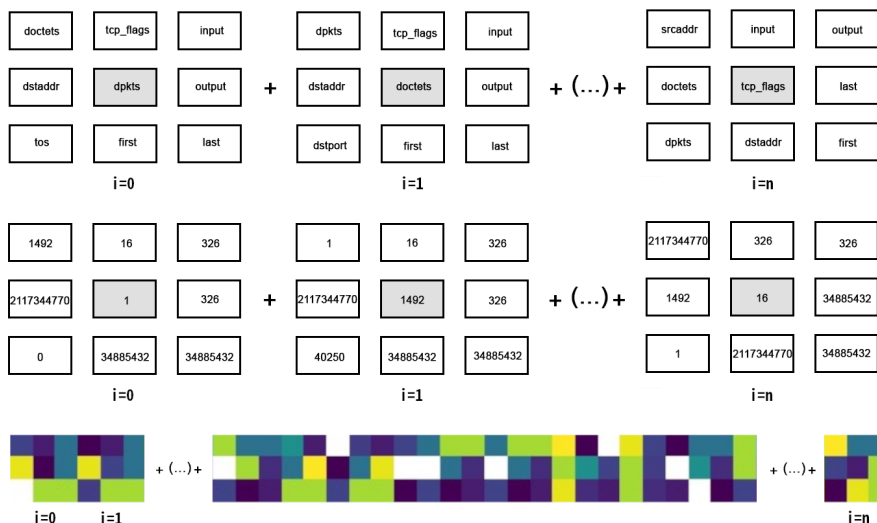 doctets tcp_flags input dpkts tcp_flags input srcaddr input output
dstaddr dpkts output + dstaddr doctets output + (...) + doctets tcp_flags last
tos first last dstport first last dpkts dstaddr first
i=0 i=1 i=n
1492 16 326 1 16 326 2117344770 326 326
2117344770 1 326 + 2117344770 1492 326 + (...) + 1492 16 34885432
0 34885432 34885432 40250 34885432 34885432 1 2117344770 34885432
i=0 i=1 i=n
+ (...) + + (...) +
i=0 i=1 i=n